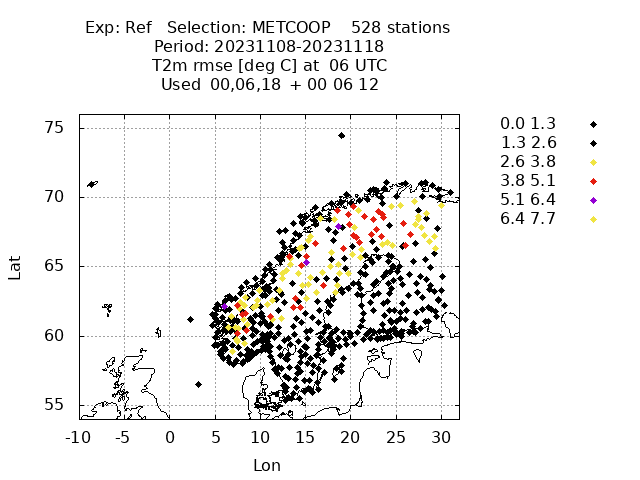 Exp: Ref Selection: METCOOP 528 stations
Period: 20231108-20231118
T2m rmse [deg C] at 06 UTC
Used 00,06,18 + 00 06 12
0.0 1.3
1.3 2.6
2.6 3.8
3.8 5.1
5.1 6.4
6.4 7.7
75
70
65
60
55
Lat
-10 -5 0 5 10 15 20 25 30
Lon